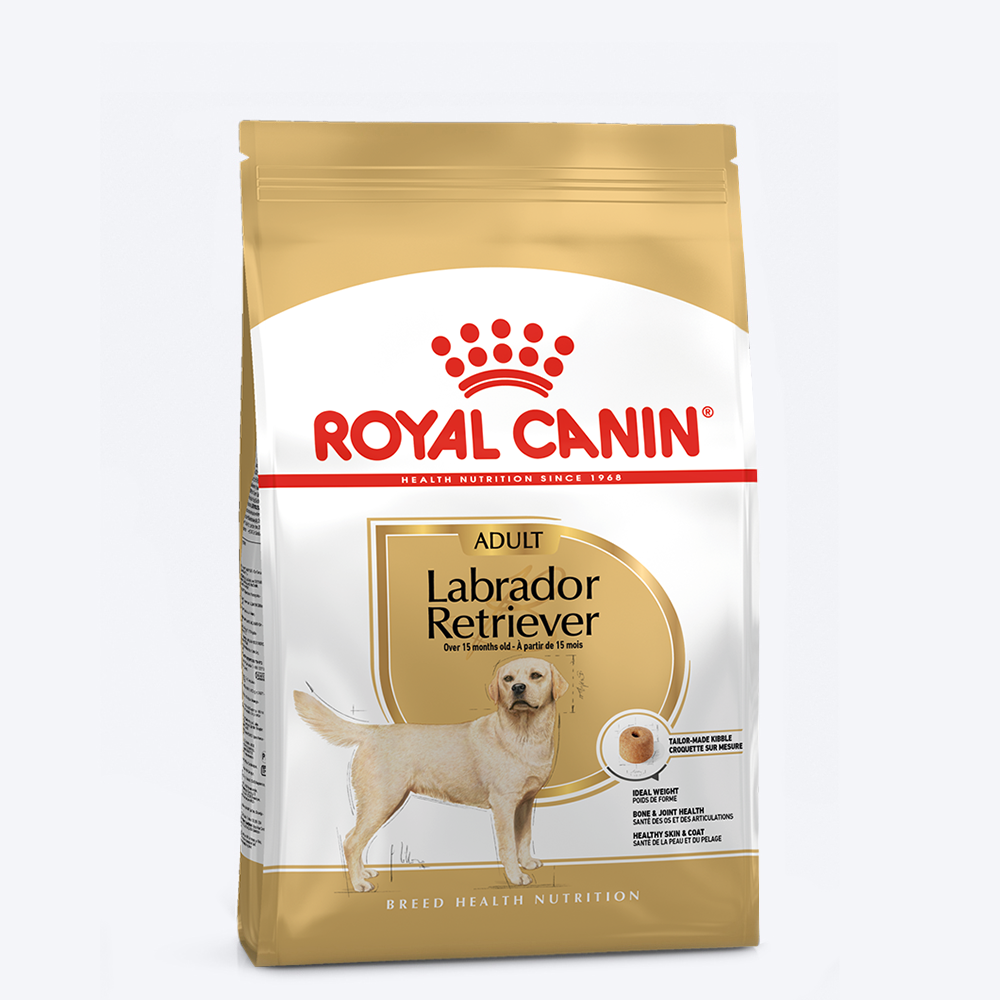 ROYAL CANIN®
HEALTH NUTRITION SINCE 1968
ADULT
Labrador
Retriever
Over 15 months old - À partir de 15 mois
TAILOR-MADE KIBBLE
CROQUETTE SUR MESURE
IDEAL WEIGHT
POIDS DE FORME
BONE & JOINT HEALTH
SANTÉ DES OS ET DES ARTICULATIONS
HEALTHY SKIN & COAT
SANTÉ DE LA PEAU ET DU PELAGE
BREED HEALTH NUTRITION